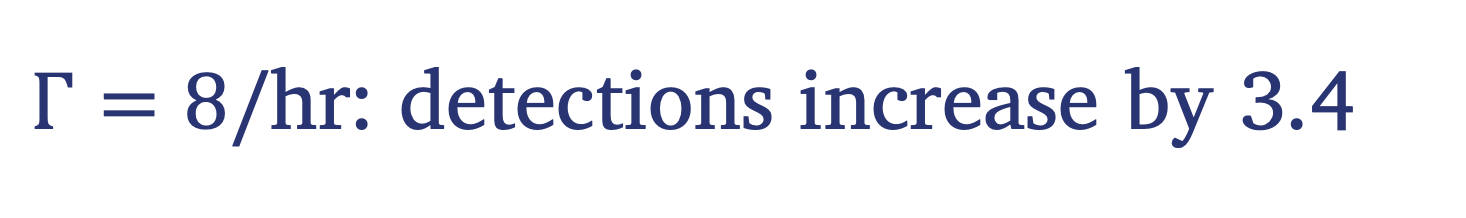 Γ = 8/hr: detections increase by 3.4